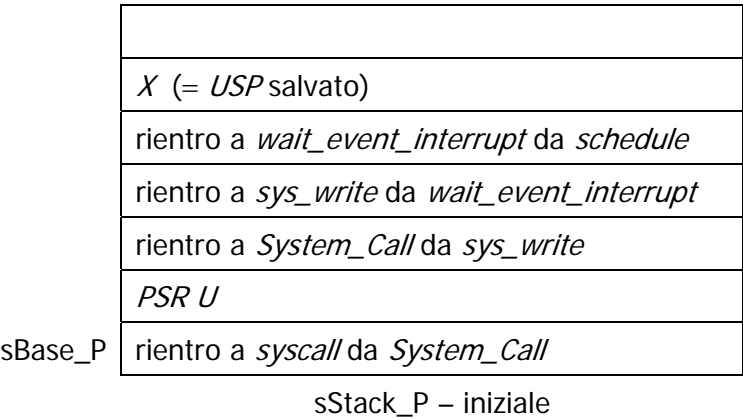 X (= USP salvato)
rientro a wait_event_interrupt da schedule
rientro a sys_write da wait_event_interrupt
rientro a System_Call da sys_write
PSR U
sBase_P rientro a syscall da System_Call
sStack_P – iniziale